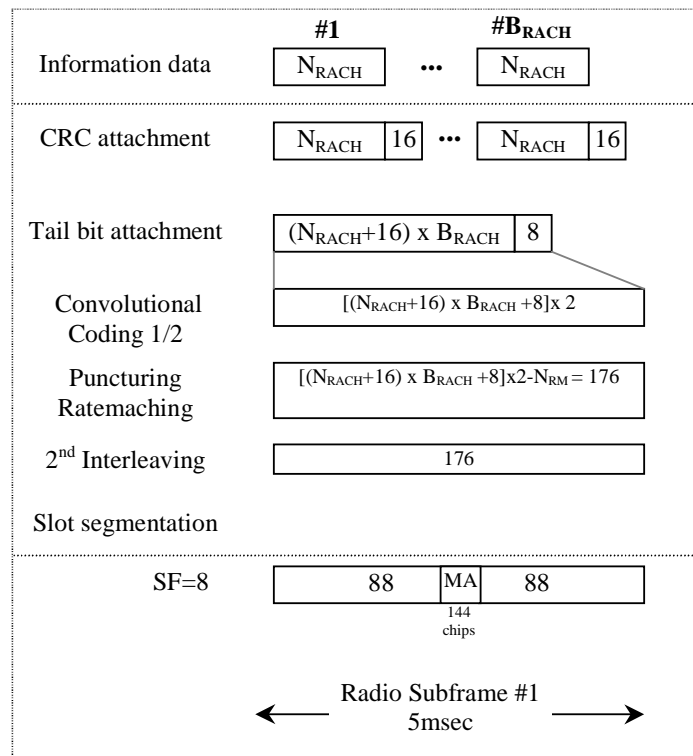 #1 #B_RACH
Information data N_RACH ... N_RACH
CRC attachment N_RACH 16 ... N_RACH 16
Tail bit attachment (N_RACH+16) x B_RACH 8
Convolutional
Coding 1/2
[(N_RACH+16) x B_RACH +8]x 2
Puncturing
Ratemaching
[(N_RACH+16) x B_RACH +8]x2-N_RM = 176
2nd Interleaving 176
Slot segmentation
SF=8 88 MA 88
144
chips
Radio Subframe #1
5msec